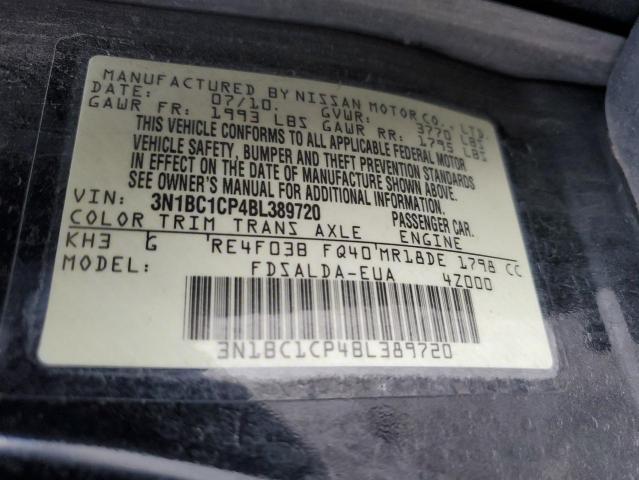 MANUFACTURED BY NISSAN MOTOR CO., LTD.
DATE: 07/10. GVWR: 3770 LBS
GAWR FR: 1993 LBS GAWR RR: 1795 LBS
THIS VEHICLE CONFORMS TO ALL APPLICABLE FEDERAL MOTOR
VEHICLE SAFETY, BUMPER AND THEFT PREVENTION STANDARDS
IN EFFECT ON THE DATE OF MANUFACTURE SHOWN ABOVE.
SEE OWNER'S MANUAL FOR ADDITIONAL INFORMATION.
VIN: 3N1BC1CP4BL389720 PASSENGER CAR.
COLOR TRIM TRANS AXLE ENGINE
KH3 G RE4F03B FQ40 MR18DE 1798 CC
MODEL: FDSALDA-EUA 4Z000
3N1BC1CP4BL389720